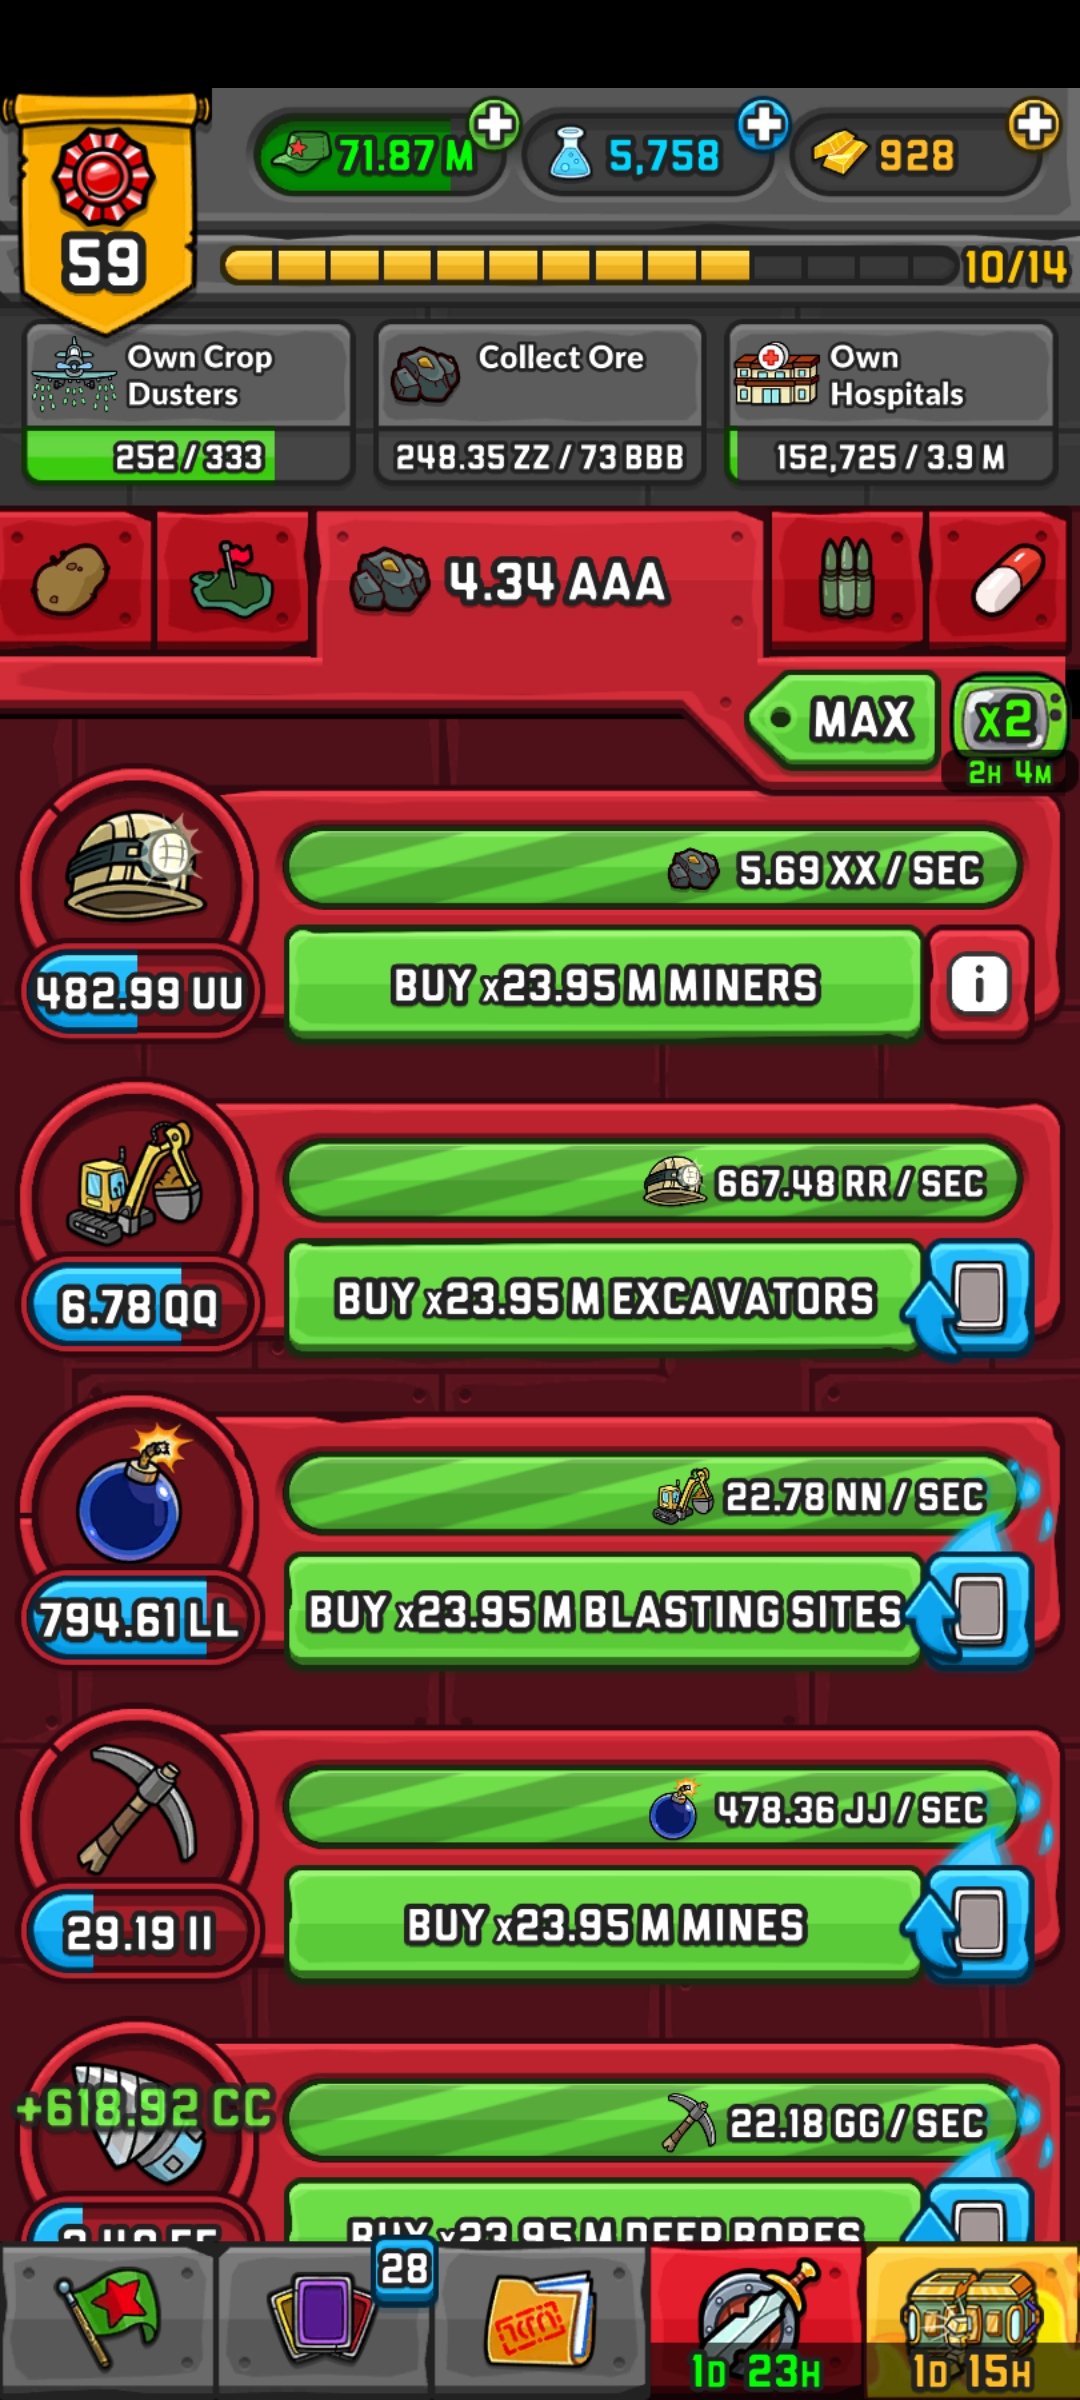 71.87 M
5,758
928
59
10/14
Own Crop
Dusters
252 / 333
Collect Ore
248.35 ZZ / 73 BBB
Own
Hospitals
152,725 / 3.9 M
4.34 AAA
MAX
x2
2H 4M
5.69 XX / SEC
482.99 UU
BUY x23.95 M MINERS
i
667.48 RR / SEC
6.78 QQ
BUY x23.95 M EXCAVATORS
22.78 NN / SEC
794.61 LL
BUY x23.95 M BLASTING SITES
478.36 JJ / SEC
29.19 II
BUY x23.95 M MINES
+618.92 CC
22.18 GG / SEC
BUY x23.95 M DEEP BORES
28
1D 23H
1D 15H